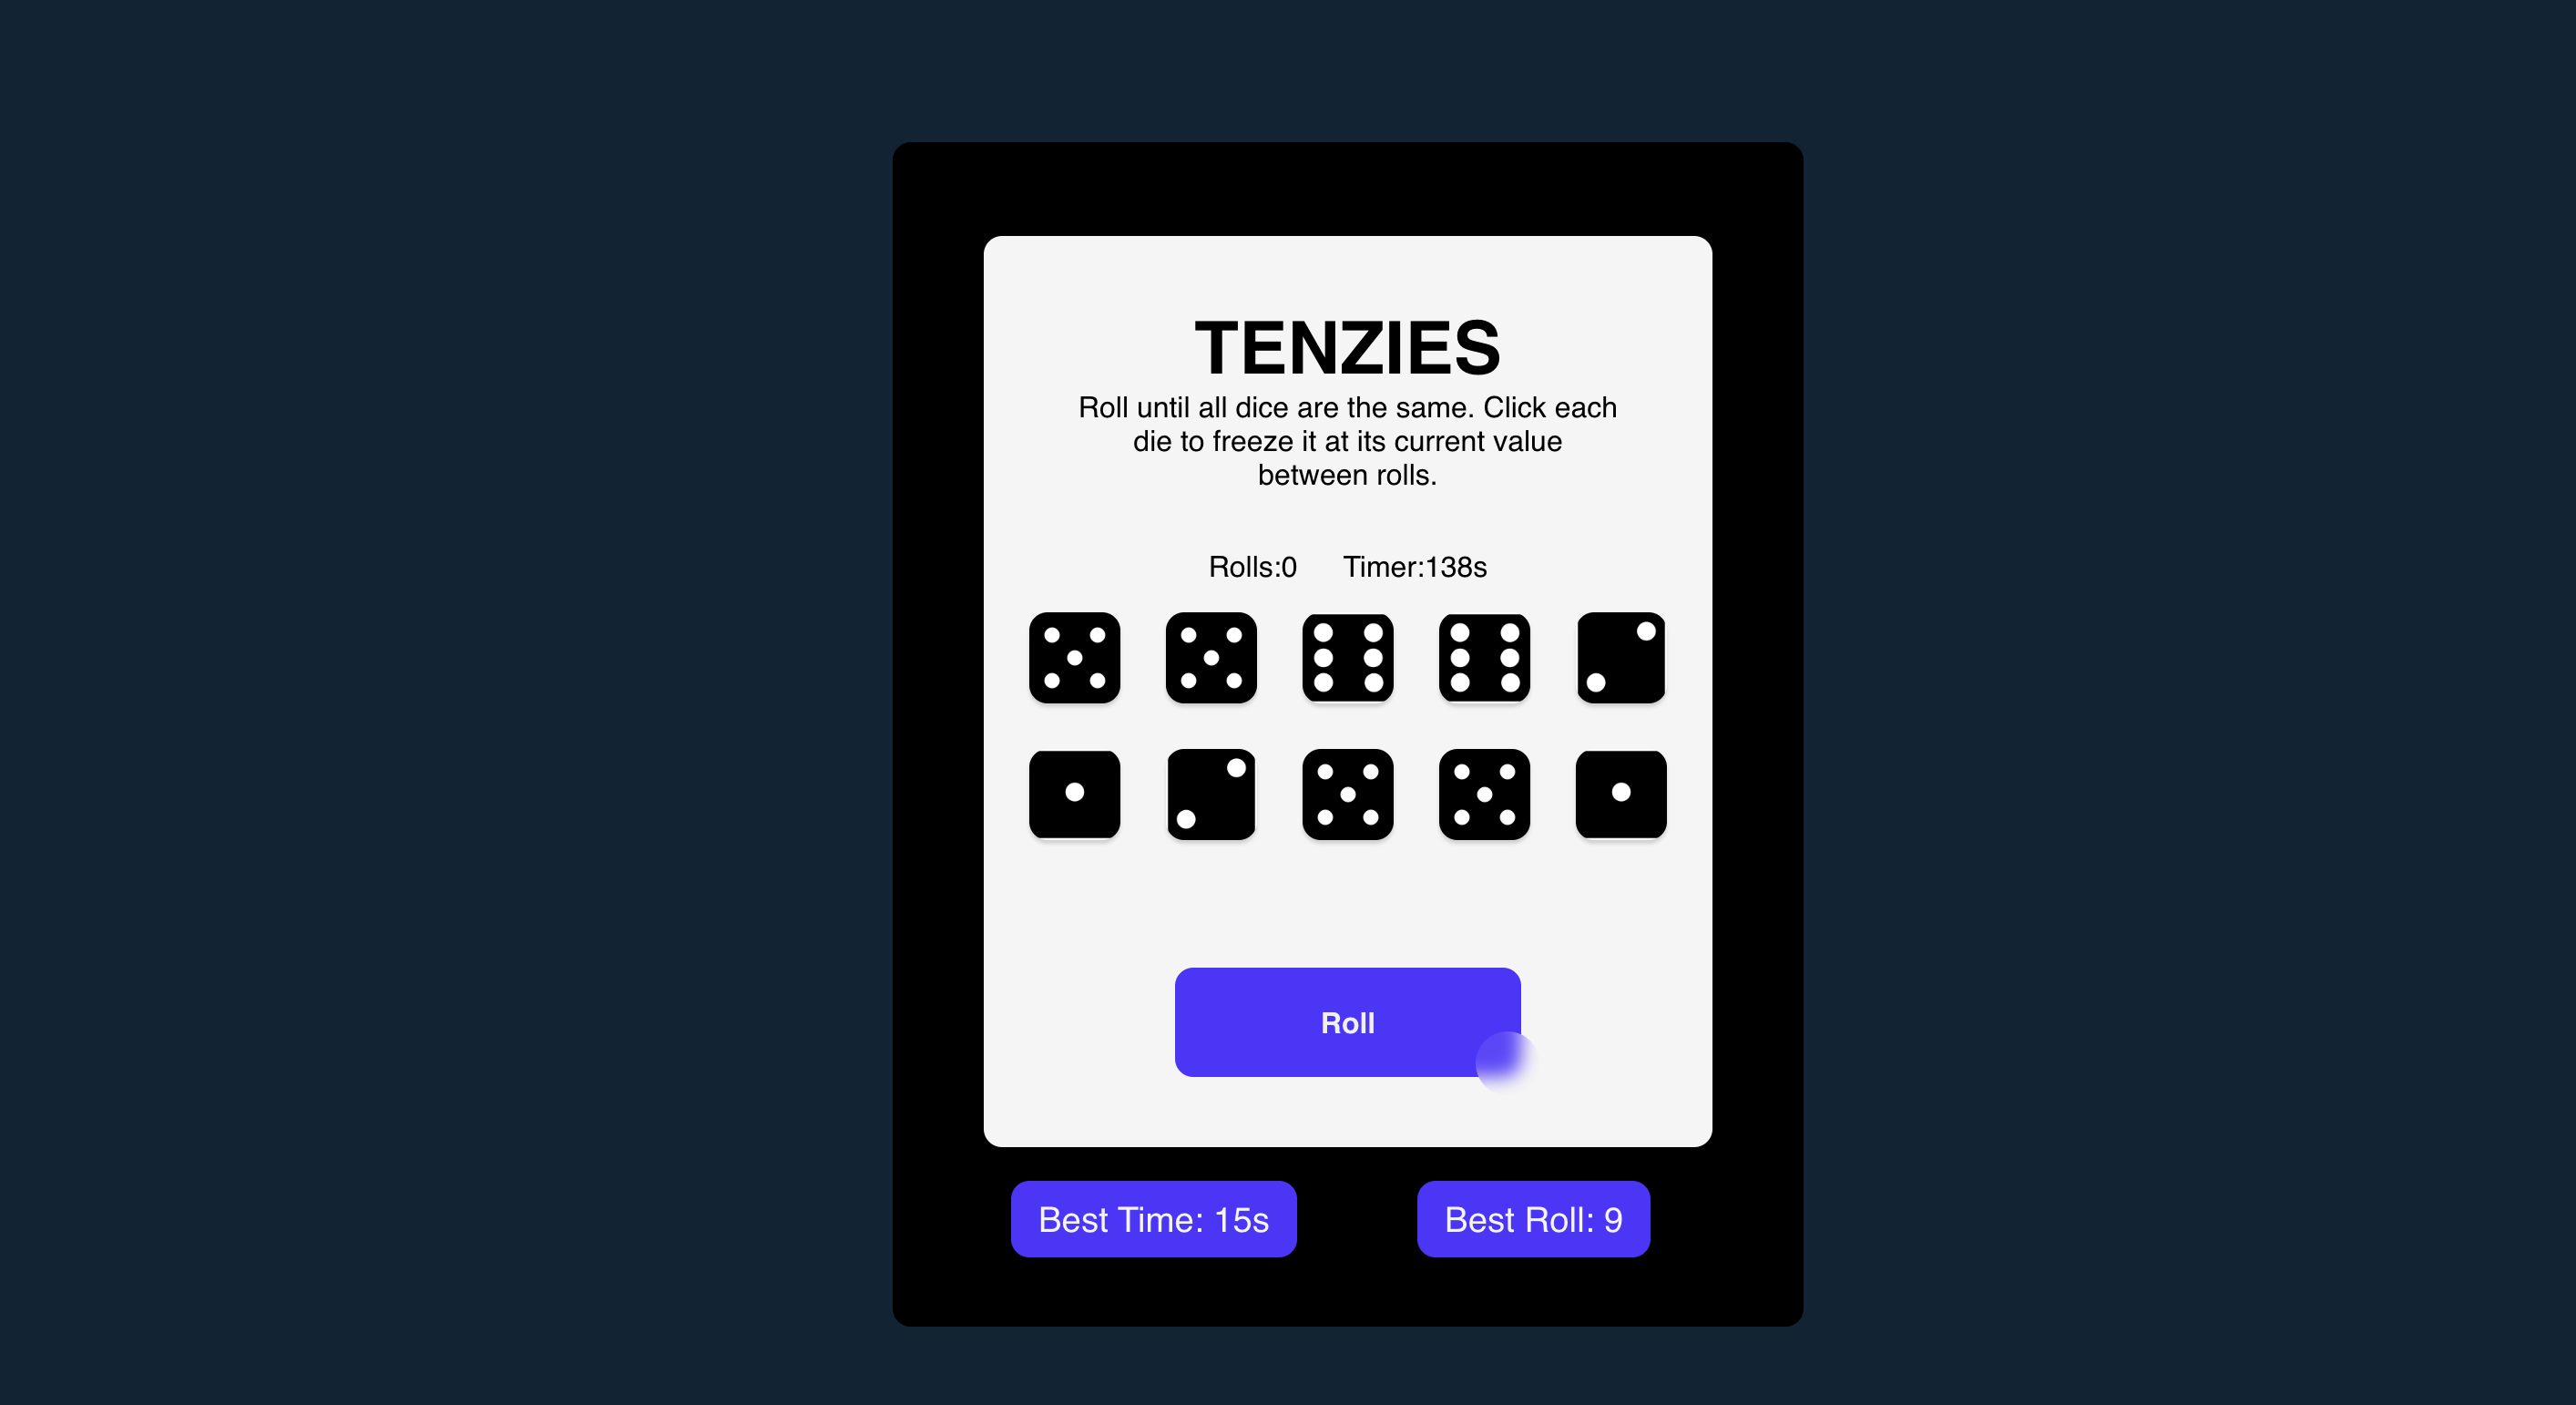 TENZIES
Roll until all dice are the same. Click each
die to freeze it at its current value
between rolls.
Rolls:0 Timer:138s
Roll
Best Time: 15s Best Roll: 9